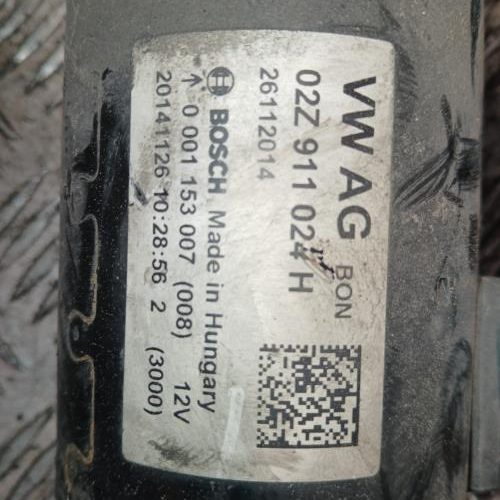 VW AG BON
02Z 911 024 H
26112014
BOSCH Made in Hungary
0 001 153 007 (008) 12V
20141126 10:28:56 2 (3000)